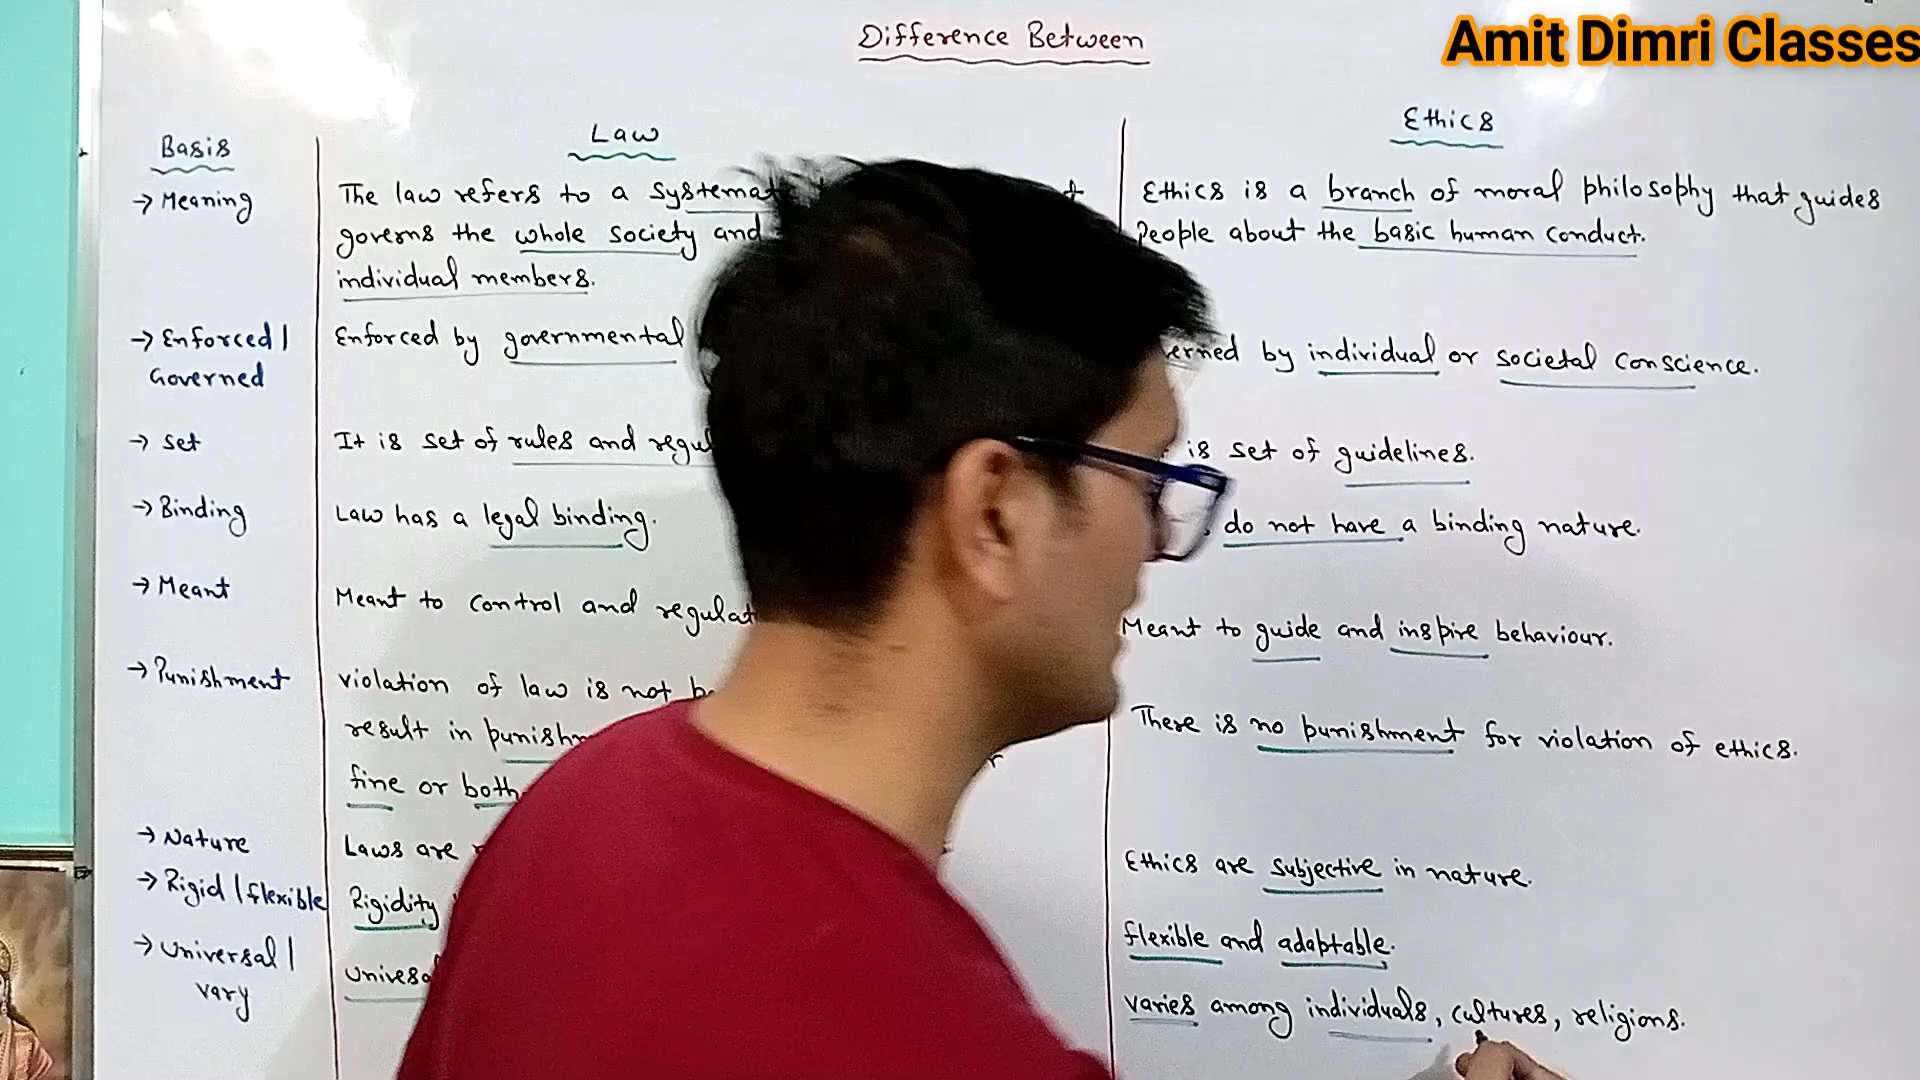 Difference Between
Amit Dimri Classes
Basis
Law
Ethics
→ Meaning
The law refers to a
governs the whole society and
individual members.
Ethics is a branch of moral philosophy that guides
People about the basic human conduct.
→ Enforced /
Governed
Enforced by governmental
by individual or societal conscience.
→ Set
It is set of rules and
is set of guidelines.
→ Binding
Law has a legal binding.
do not have a binding nature.
→ Meant
Meant to control and
Meant to guide and inspire behaviour.
→ Punishment
violation of law is not
result in
fine or both
There is no punishment for violation of ethics.
→ Nature
Laws are
Ethics are subjective in nature.
→ Rigid / flexible
Rigidity
flexible and adaptable.
→ Universal /
vary
varies among individuals, cultures, religions.